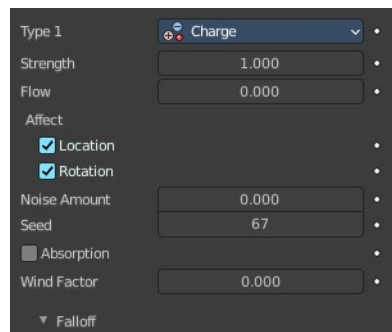 Type 1 Charge
Strength 1.000
Flow 0.000
Affect
Location
Rotation
Noise Amount 0.000
Seed 67
Absorption
Wind Factor 0.000
Falloff